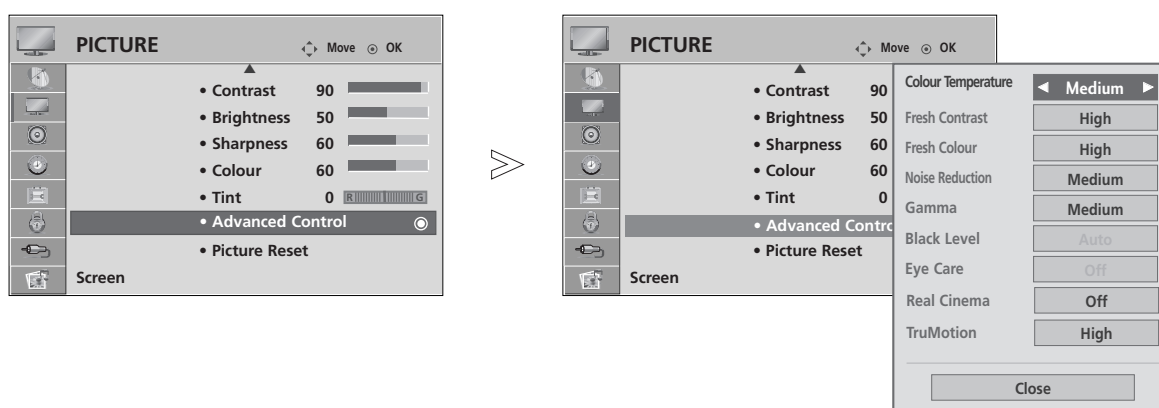 PICTURE Move OK
• Contrast 90
• Brightness 50
• Sharpness 60
• Colour 60
• Tint 0 R G
• Advanced Control
• Picture Reset
Screen
PICTURE Move OK
• Contrast 90
• Brightness 50
• Sharpness 60
• Colour 60
• Tint 0
• Advanced Contro
• Picture Reset
Screen
Colour Temperature Medium
Fresh Contrast High
Fresh Colour High
Noise Reduction Medium
Gamma Medium
Black Level Auto
Eye Care Off
Real Cinema Off
TruMotion High
Close